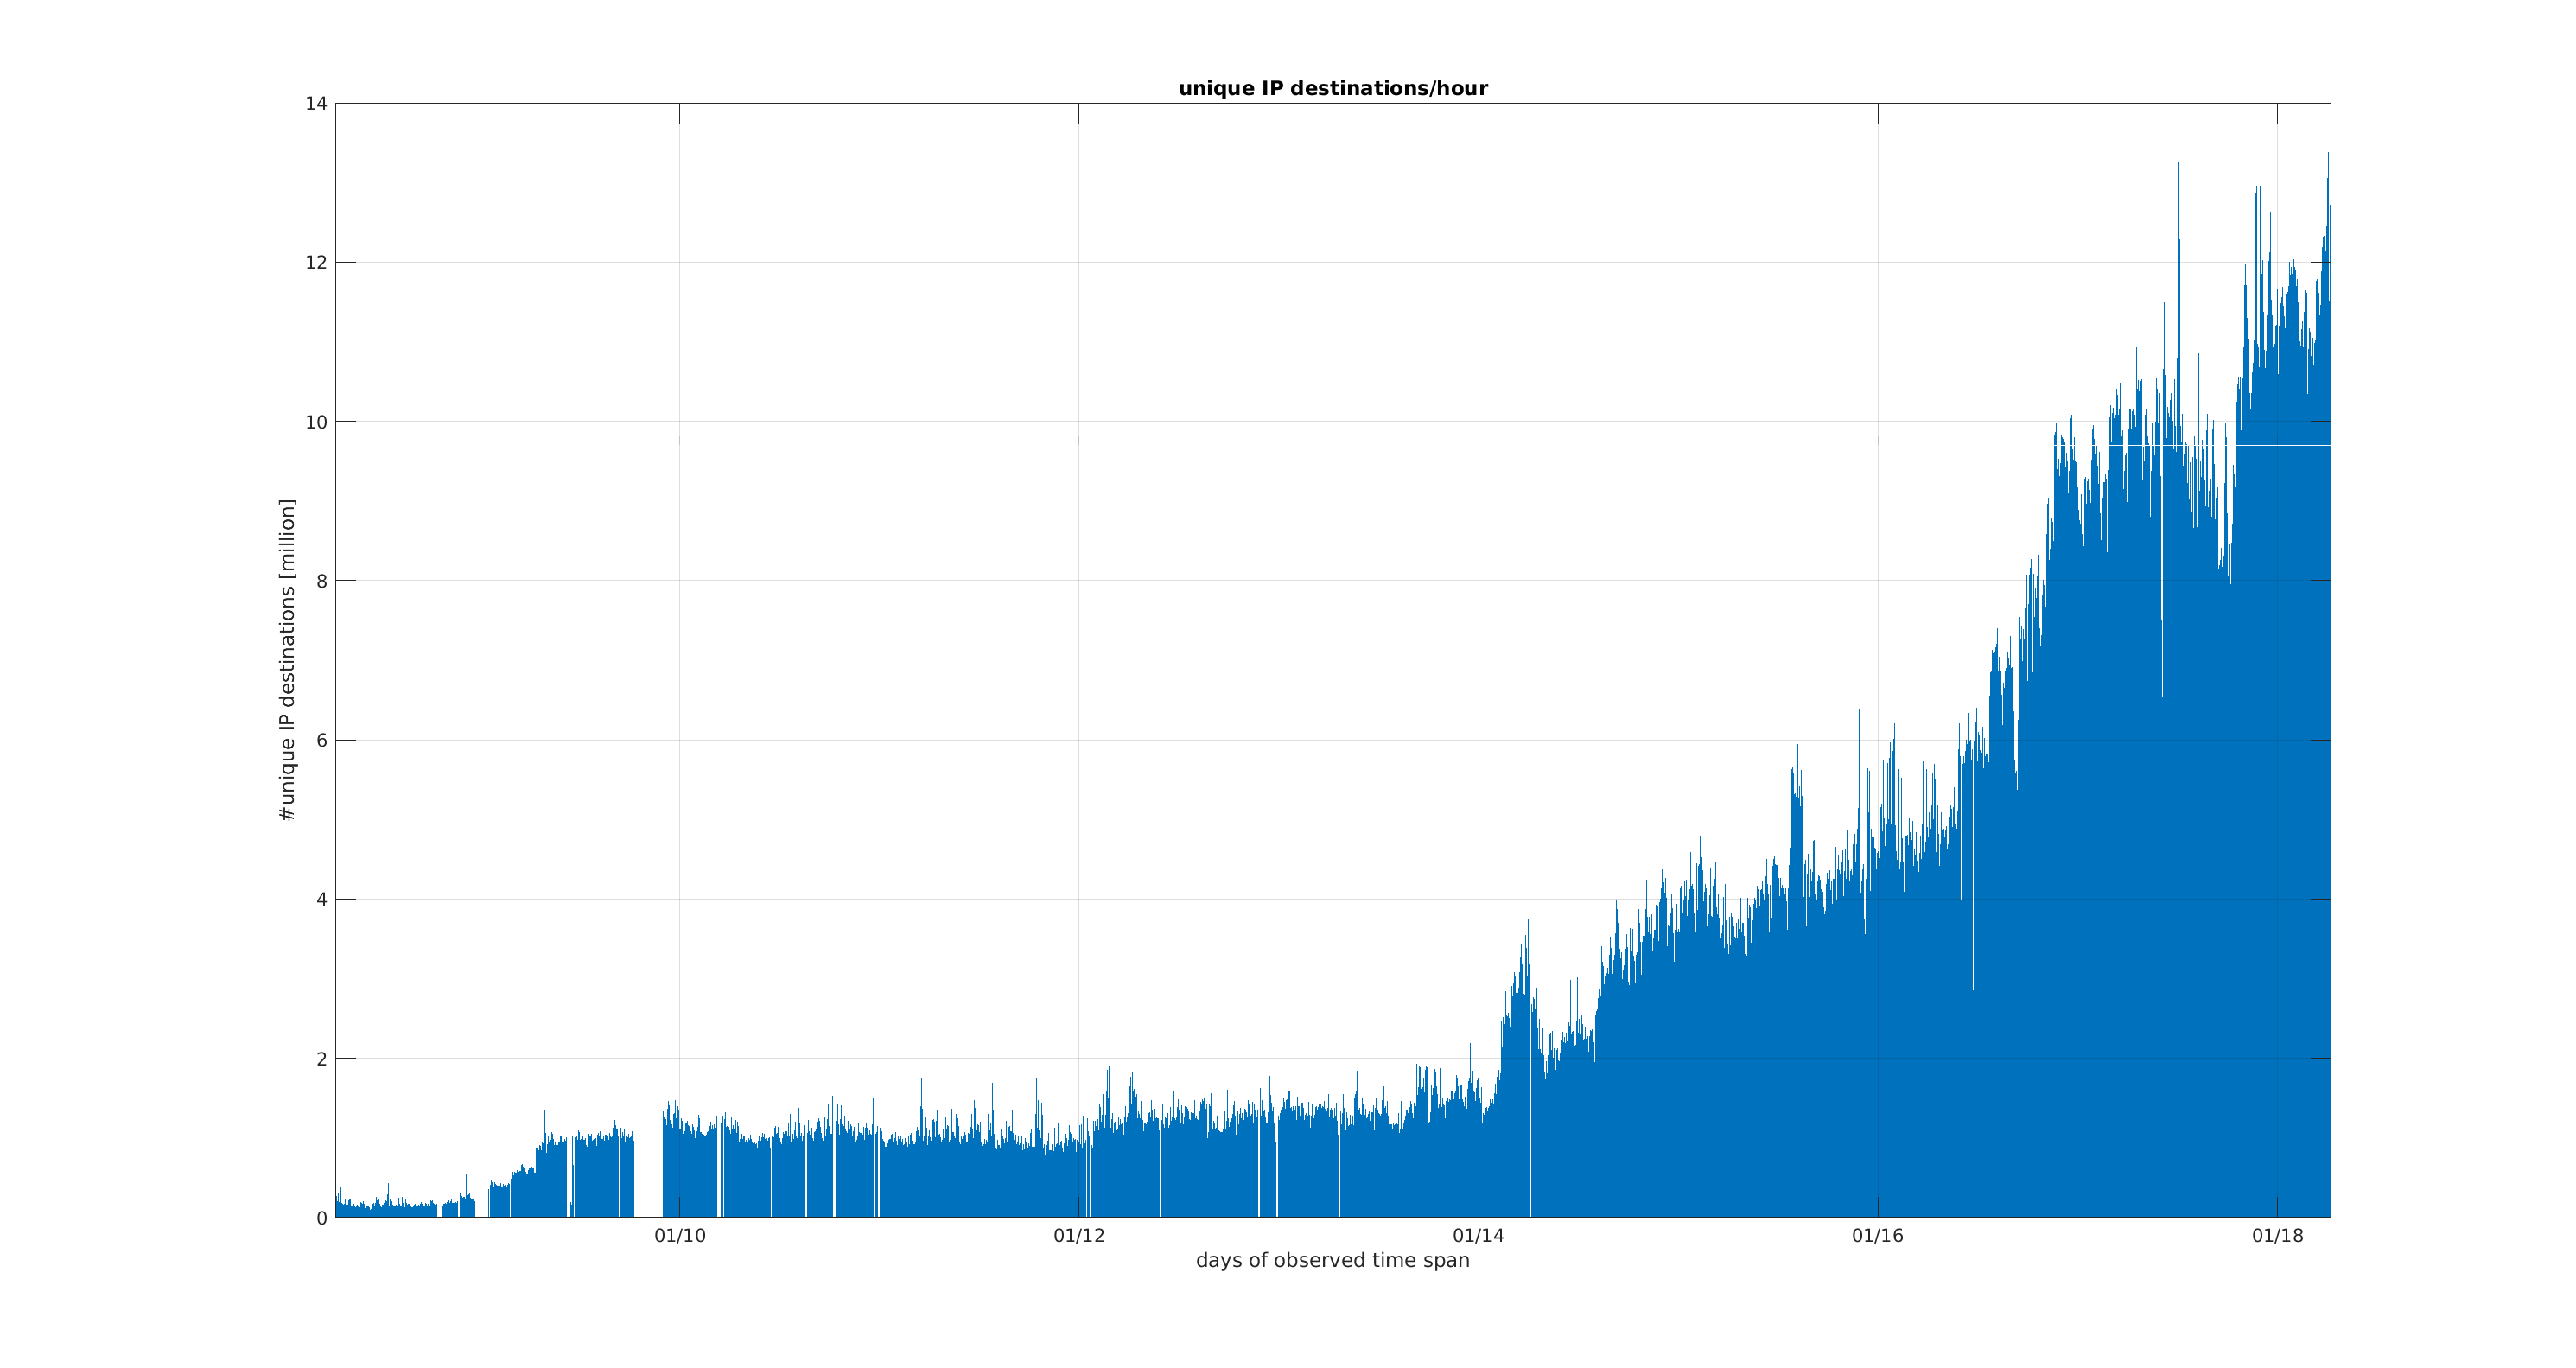 unique IP destinations/hour
14
12
10
8
6
4
2
0
#unique IP destinations [million]
01/10 01/12 01/14 01/16 01/18
days of observed time span